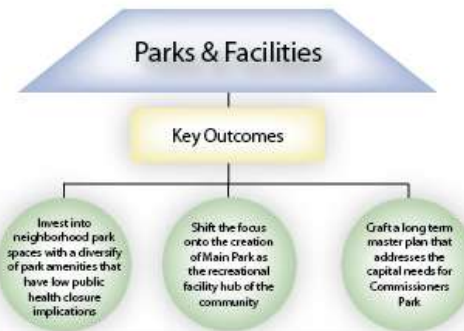 Parks & Facilities
Key Outcomes
Invest into
neighborhood park
spaces with a diversify
of park amenities that
have low public
health closure
implications
Shift the focus
onto the creation
of Main Park as
the recreational
facility hub of the
community
Craft a long term
master plan that
addresses the
capital needs for
Commissioners
Park